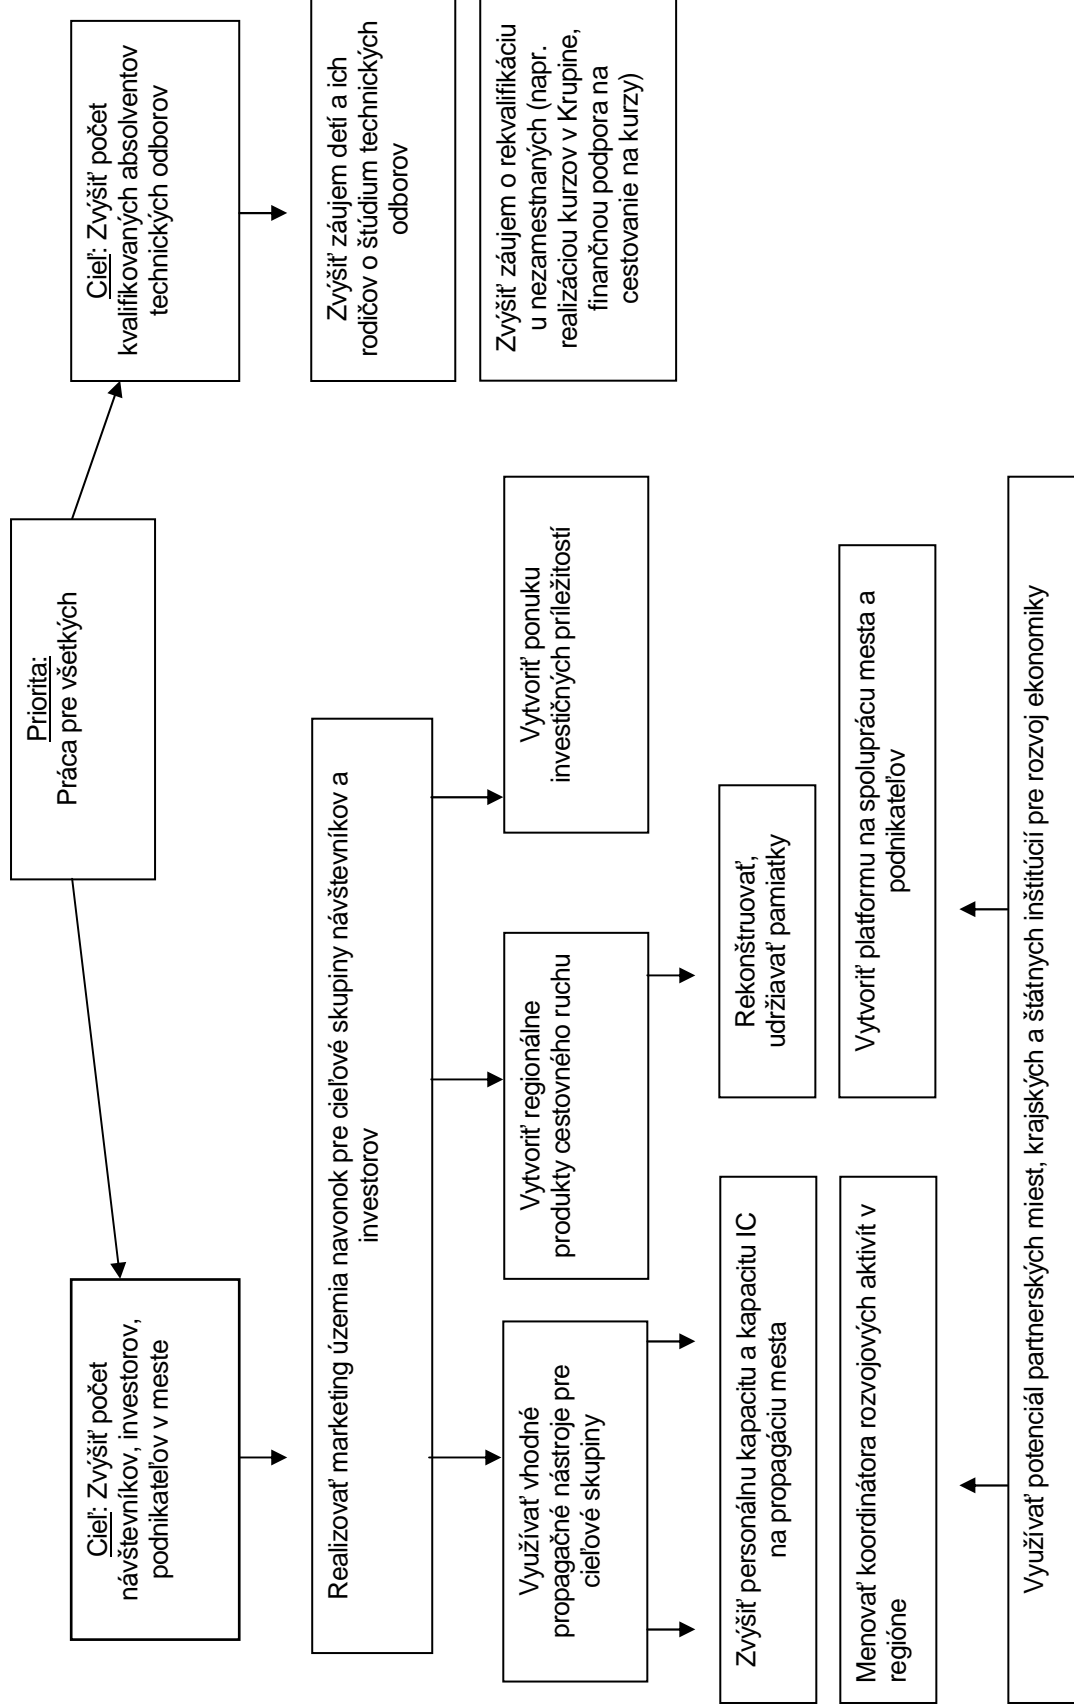 Priorita:
Práca pre všetkých
Cieľ: Zvýšiť počet
návštevníkov, investorov,
podnikateľov v meste
Cieľ: Zvýšiť počet
kvalifikovaných absolventov
technických odborov
Realizovať marketing územia navonok pre cieľové skupiny návštevníkov a
investorov
Zvýšiť záujem detí a ich
rodičov o štúdium technických
odborov
Využívať vhodné
propagačné nástroje pre
cieľové skupiny
Vytvoriť regionálne
produkty cestovného ruchu
Vytvoriť ponuku
investičných príležitostí
Zvýšiť záujem o rekvalifikáciu
u nezamestnaných (napr.
realizáciou kurzov v Krupine,
finančnou podpora na
cestovanie na kurzy)
Zvýšiť personálnu kapacitu a kapacitu IC
na propagáciu mesta
Rekonštruovať,
udržiavať pamiatky
Menovať koordinátora rozvojových aktivít v
regióne
Vytvoriť platformu na spoluprácu mesta a
podnikateľov
Využívať potenciál partnerských miest, krajských a štátnych inštitúcií pre rozvoj ekonomiky